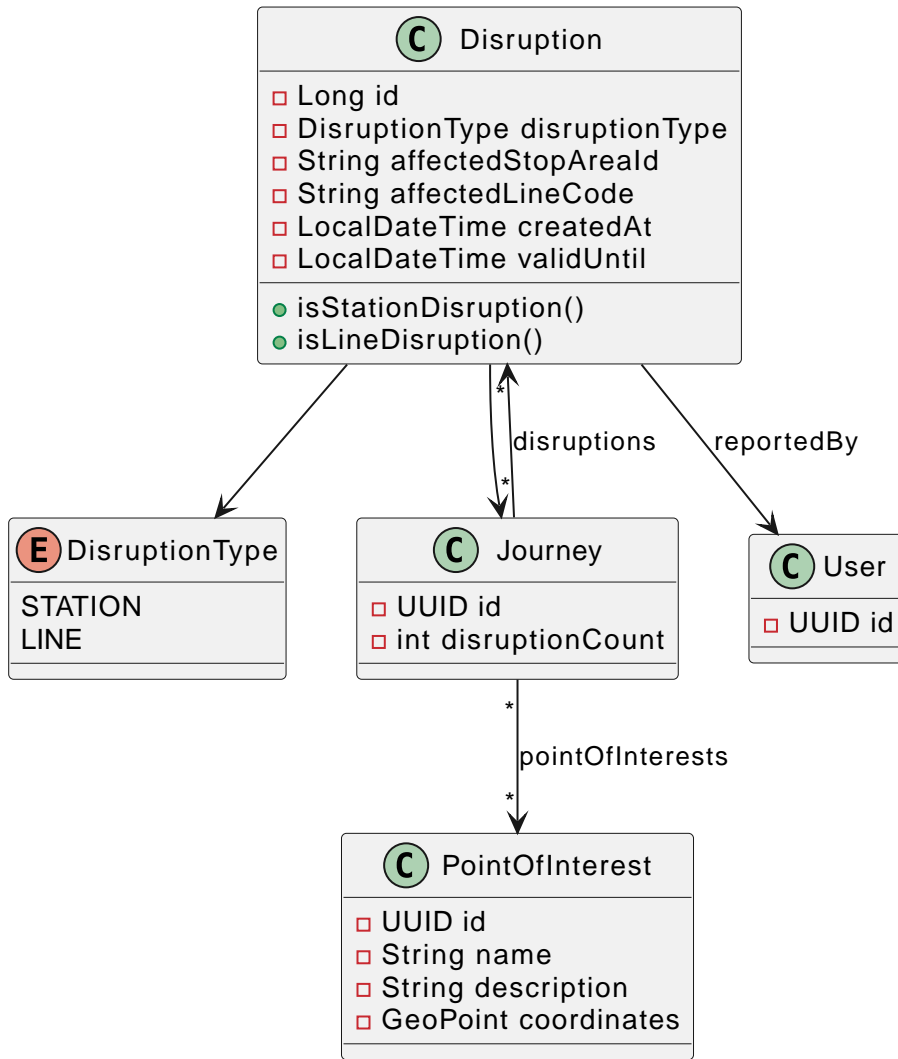 C Disruption
Long id
DisruptionType disruptionType
String affectedStopAreaId
String affectedLineCode
LocalDateTime createdAt
LocalDateTime validUntil
isStationDisruption()
isLineDisruption()
*
disruptions
reportedBy
*
E DisruptionType
STATION
LINE
C Journey
UUID id
int disruptionCount
C User
UUID id
*
pointOfInterests
*
C PointOfInterest
UUID id
String name
String description
GeoPoint coordinates